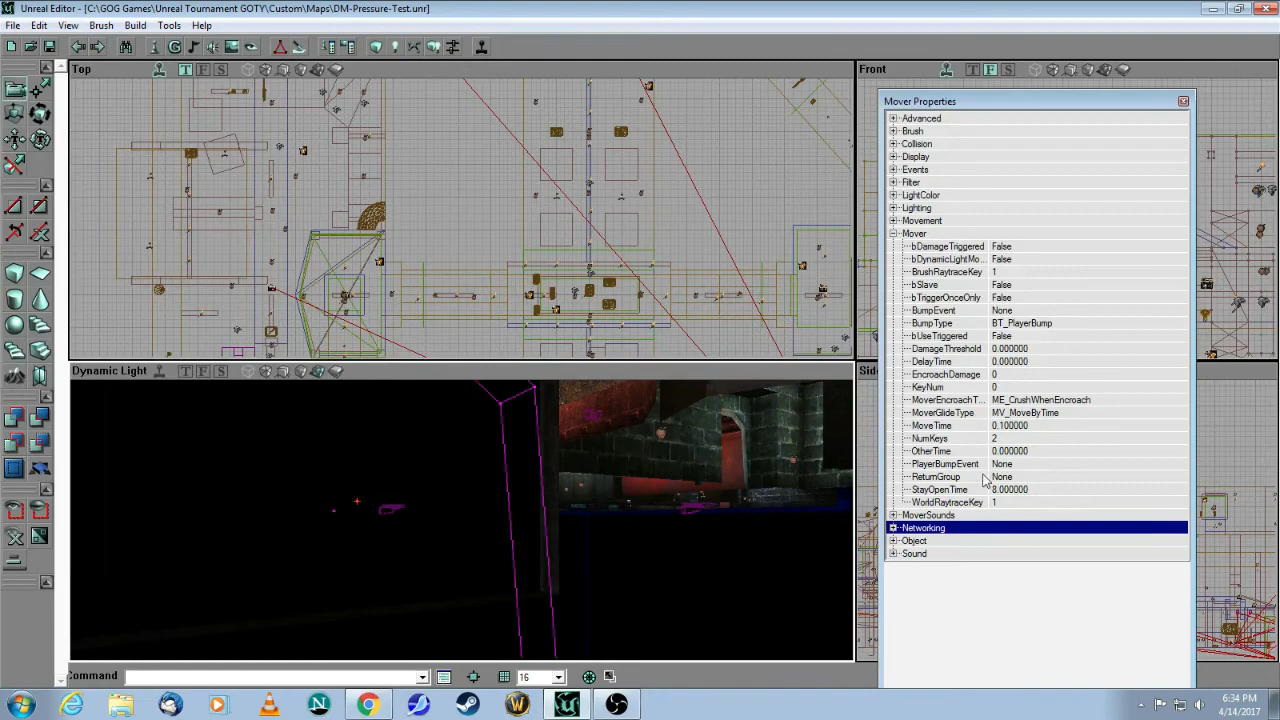 Unreal Editor - [C:\GOG Games\Unreal Tournament GOTY\Custom\Maps\DM-Pressure-Test.unr]
File Edit View Brush Build Tools Help
Top T F S
Front T F S
Mover Properties
Advanced
Brush
Collision
Display
Events
Filter
LightColor
Lighting
Movement
Mover
bDamageTriggered False
bDynamicLightMo... False
BrushRaytraceKey 1
bSlave False
bTriggerOnceOnly False
BumpEvent None
BumpType BT_PlayerBump
bUseTriggered False
DamageThreshold 0.000000
DelayTime 0.000000
EncroachDamage 0
KeyNum 0
MoverEncroachT... ME_CrushWhenEncroach
MoverGlideType MV_MoveByTime
MoveTime 0.100000
NumKeys 2
OtherTime 0.000000
PlayerBumpEvent None
ReturnGroup None
StayOpenTime 8.000000
WorldRaytraceKey 1
MoverSounds
Networking
Object
Sound
Dynamic Light T F S
Side
Command
16
6:34 PM
4/14/2017